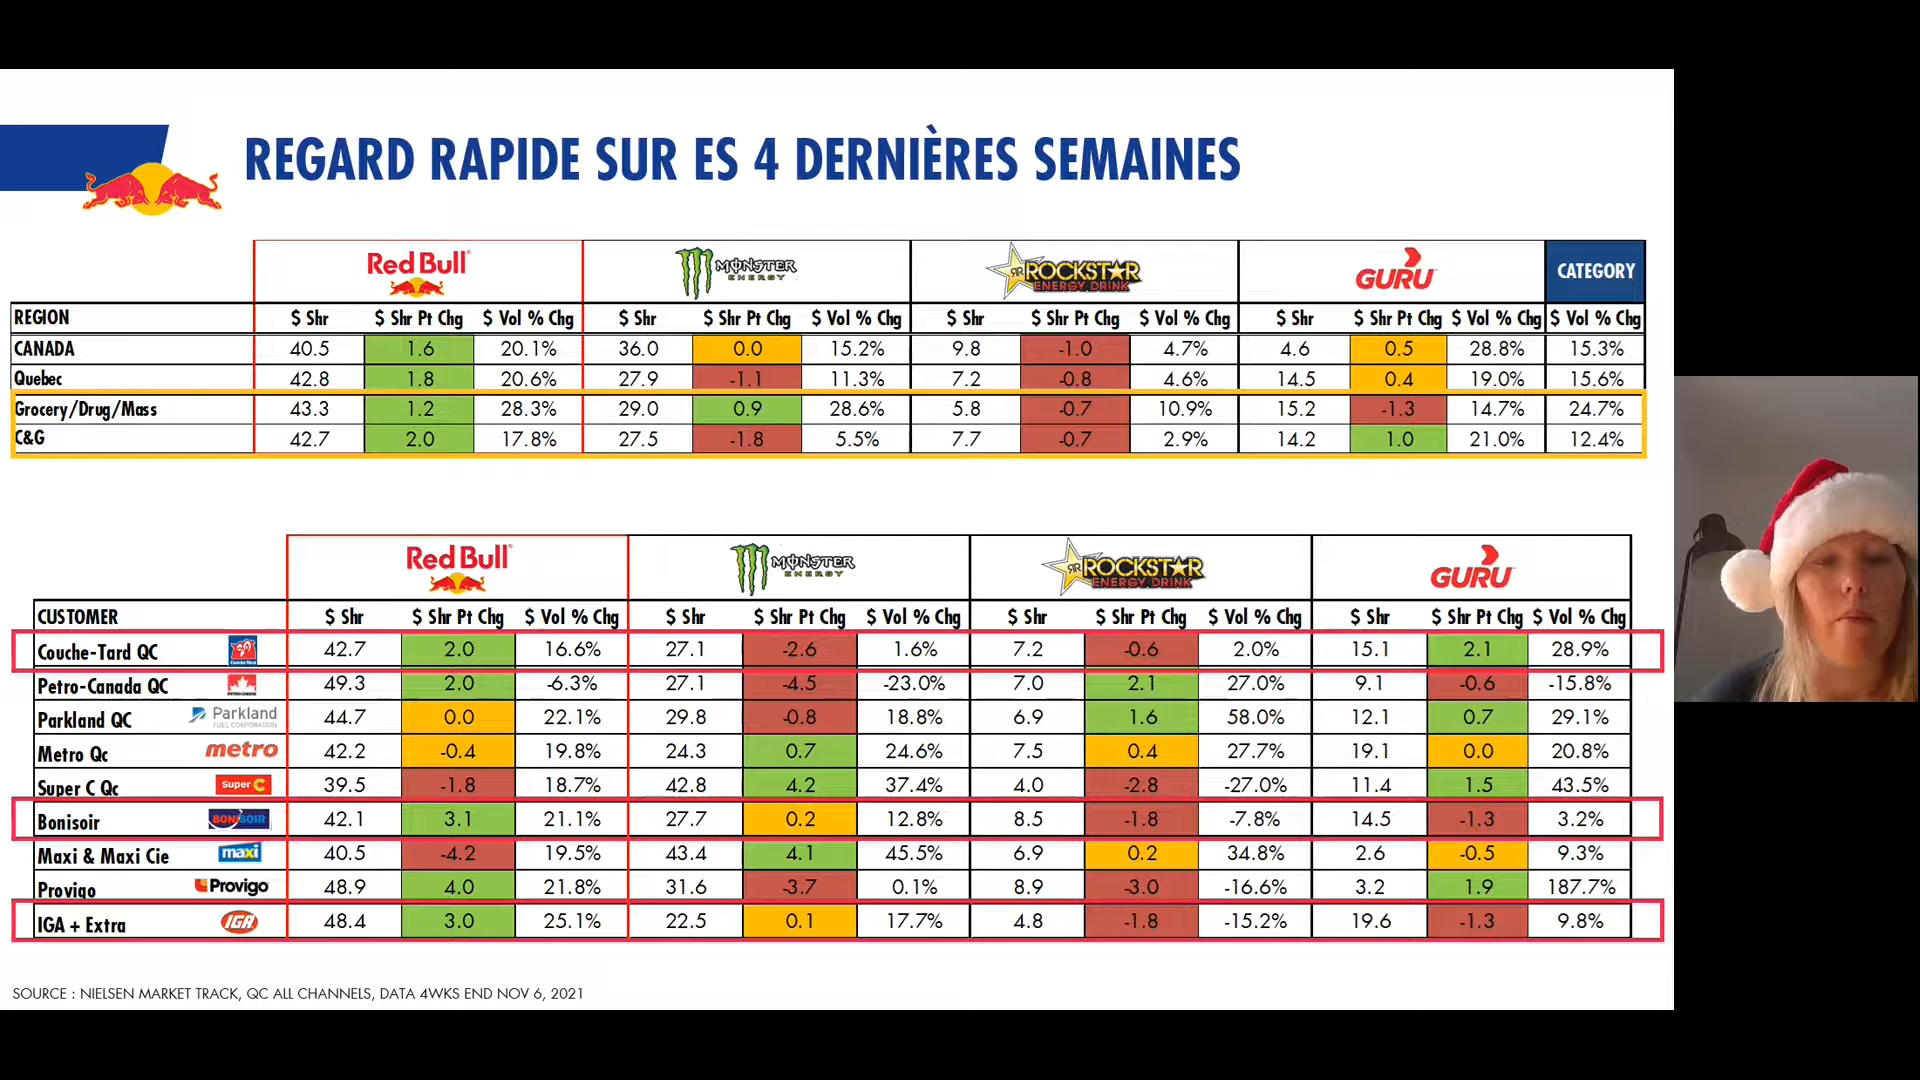 REGARD RAPIDE SUR ES 4 DERNIÈRES SEMAINES
Red Bull MONSTER ENERGY ROCKSTAR ENERGY DRINK GURU CATEGORY
REGION $ Shr $ Shr Pt Chg $ Vol % Chg $ Shr $ Shr Pt Chg $ Vol % Chg $ Shr $ Shr Pt Chg $ Vol % Chg $ Shr $ Shr Pt Chg $ Vol % Chg $ Vol % Chg
CANADA 40.5 1.6 20.1% 36.0 0.0 15.2% 9.8 -1.0 4.7% 4.6 0.5 28.8% 15.3%
Quebec 42.8 1.8 20.6% 27.9 -1.1 11.3% 7.2 -0.8 4.6% 14.5 0.4 19.0% 15.6%
Grocery/Drug/Mass 43.3 1.2 28.3% 29.0 0.9 28.6% 5.8 -0.7 10.9% 15.2 -1.3 14.7% 24.7%
C&G 42.7 2.0 17.8% 27.5 -1.8 5.5% 7.7 -0.7 2.9% 14.2 1.0 21.0% 12.4%
Red Bull MONSTER ENERGY ROCKSTAR ENERGY DRINK GURU
CUSTOMER $ Shr $ Shr Pt Chg $ Vol % Chg $ Shr $ Shr Pt Chg $ Vol % Chg $ Shr $ Shr Pt Chg $ Vol % Chg $ Shr $ Shr Pt Chg $ Vol % Chg
Couche-Tard QC Couche-Tard 42.7 2.0 16.6% 27.1 -2.6 1.6% 7.2 -0.6 2.0% 15.1 2.1 28.9%
Petro-Canada QC PETRO-CANADA 49.3 2.0 -6.3% 27.1 -4.5 -23.0% 7.0 2.1 27.0% 9.1 -0.6 -15.8%
Parkland QC Parkland FUEL CORPORATION 44.7 0.0 22.1% 29.8 -0.8 18.8% 6.9 1.6 58.0% 12.1 0.7 29.1%
Metro Qc metro 42.2 -0.4 19.8% 24.3 0.7 24.6% 7.5 0.4 27.7% 19.1 0.0 20.8%
Super C Qc Super C 39.5 -1.8 18.7% 42.8 4.2 37.4% 4.0 -2.8 -27.0% 11.4 1.5 43.5%
Bonisoir BONISOIR 42.1 3.1 21.1% 27.7 0.2 12.8% 8.5 -1.8 -7.8% 14.5 -1.3 3.2%
Maxi & Maxi Cie maxi 40.5 -4.2 19.5% 43.4 4.1 45.5% 6.9 0.2 34.8% 2.6 -0.5 9.3%
Provigo Provigo 48.9 4.0 21.8% 31.6 -3.7 0.1% 8.9 -3.0 -16.6% 3.2 1.9 187.7%
IGA + Extra IGA 48.4 3.0 25.1% 22.5 0.1 17.7% 4.8 -1.8 -15.2% 19.6 -1.3 9.8%
SOURCE : NIELSEN MARKET TRACK, QC ALL CHANNELS, DATA 4WKS END NOV 6, 2021